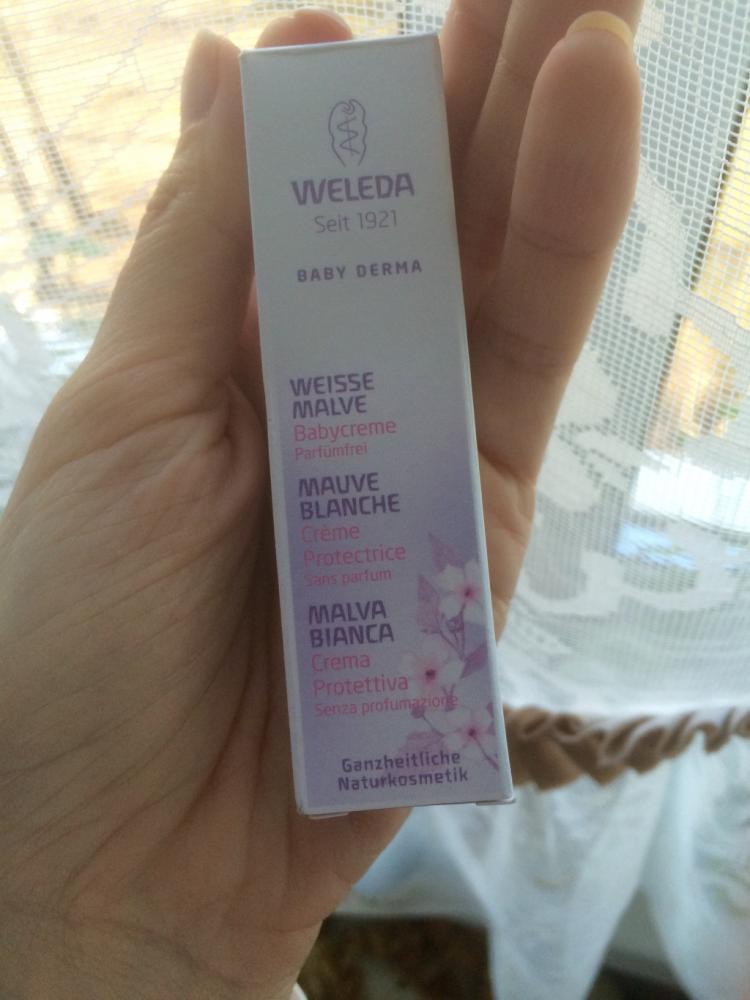 WELEDA
Seit 1921
BABY DERMA
WEISSE
MALVE
Babycreme
Parfümfrei
MAUVE
BLANCHE
Crème
Protectrice
Sans parfum
MALVA
BIANCA
Crema
Protettiva
Senza profumazione
Ganzheitliche
Naturkosmetik